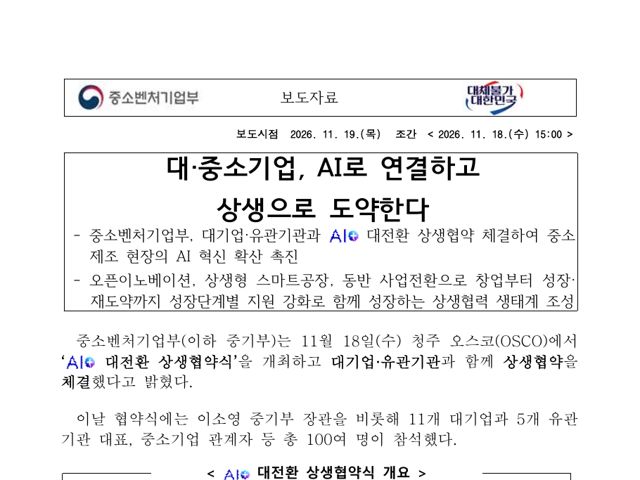 중소벤처기업부 보도자료 대체불가 대한민국
보도시점 2026. 11. 19.(목) 조간 < 2026. 11. 18.(수) 15:00 >
대·중소기업, AI로 연결하고
상생으로 도약한다
- 중소벤처기업부, 대기업·유관기관과 AI 대전환 상생협약 체결하여 중소
제조 현장의 AI 혁신 확산 촉진
- 오픈이노베이션, 상생형 스마트공장, 동반 사업전환으로 창업부터 성장·
재도약까지 성장단계별 지원 강화로 함께 성장하는 상생협력 생태계 조성
중소벤처기업부(이하 중기부)는 11월 18일(수) 청주 오스코(OSCO)에서
‘AI 대전환 상생협약식’을 개최하고 대기업·유관기관과 함께 상생협약을
체결했다고 밝혔다.
이날 협약식에는 이소영 중기부 장관을 비롯해 11개 대기업과 5개 유관
기관 대표, 중소기업 관계자 등 총 100여 명이 참석했다.
< AI 대전환 상생협약식 개요 >